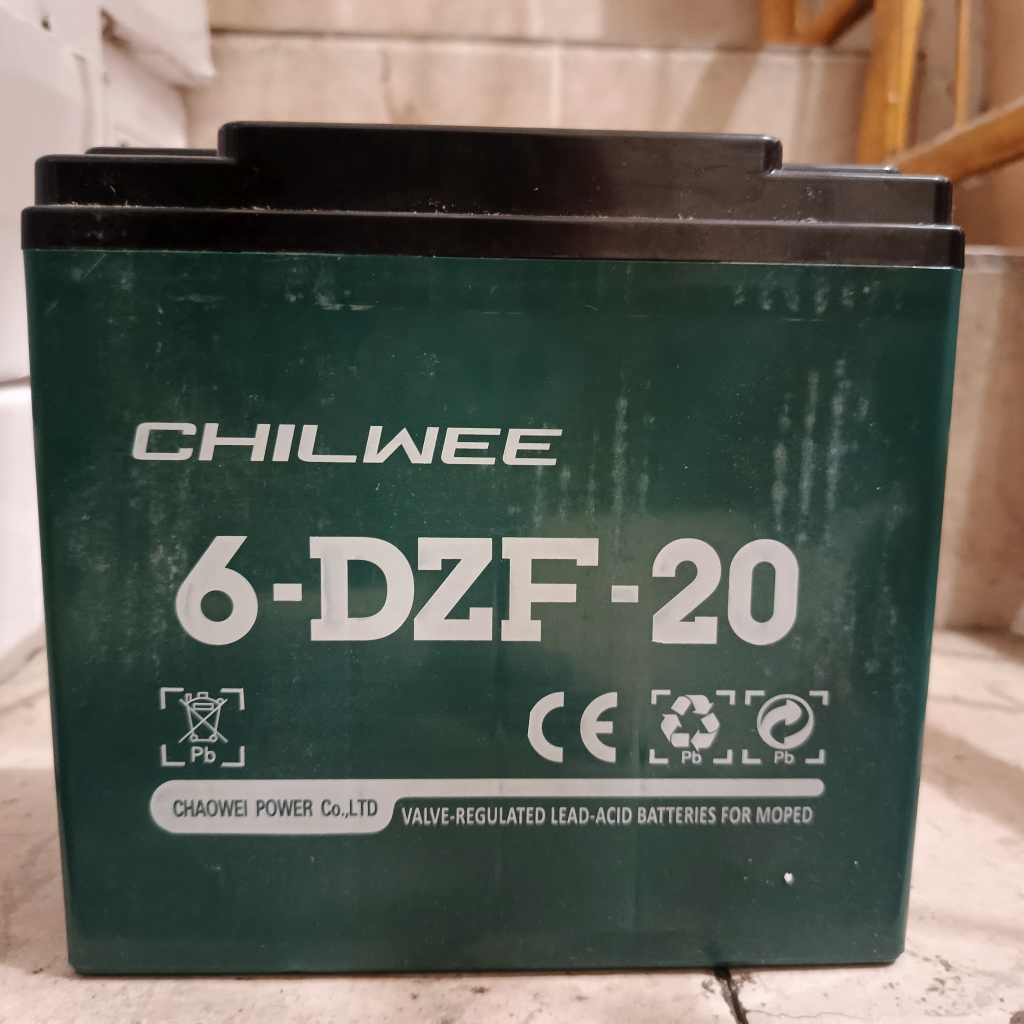 CHILWEE
6-DZF-20
Pb
CE
Pb
Pb
CHAOWEI POWER Co.,LTD
VALVE-REGULATED LEAD-ACID BATTERIES FOR MOPED